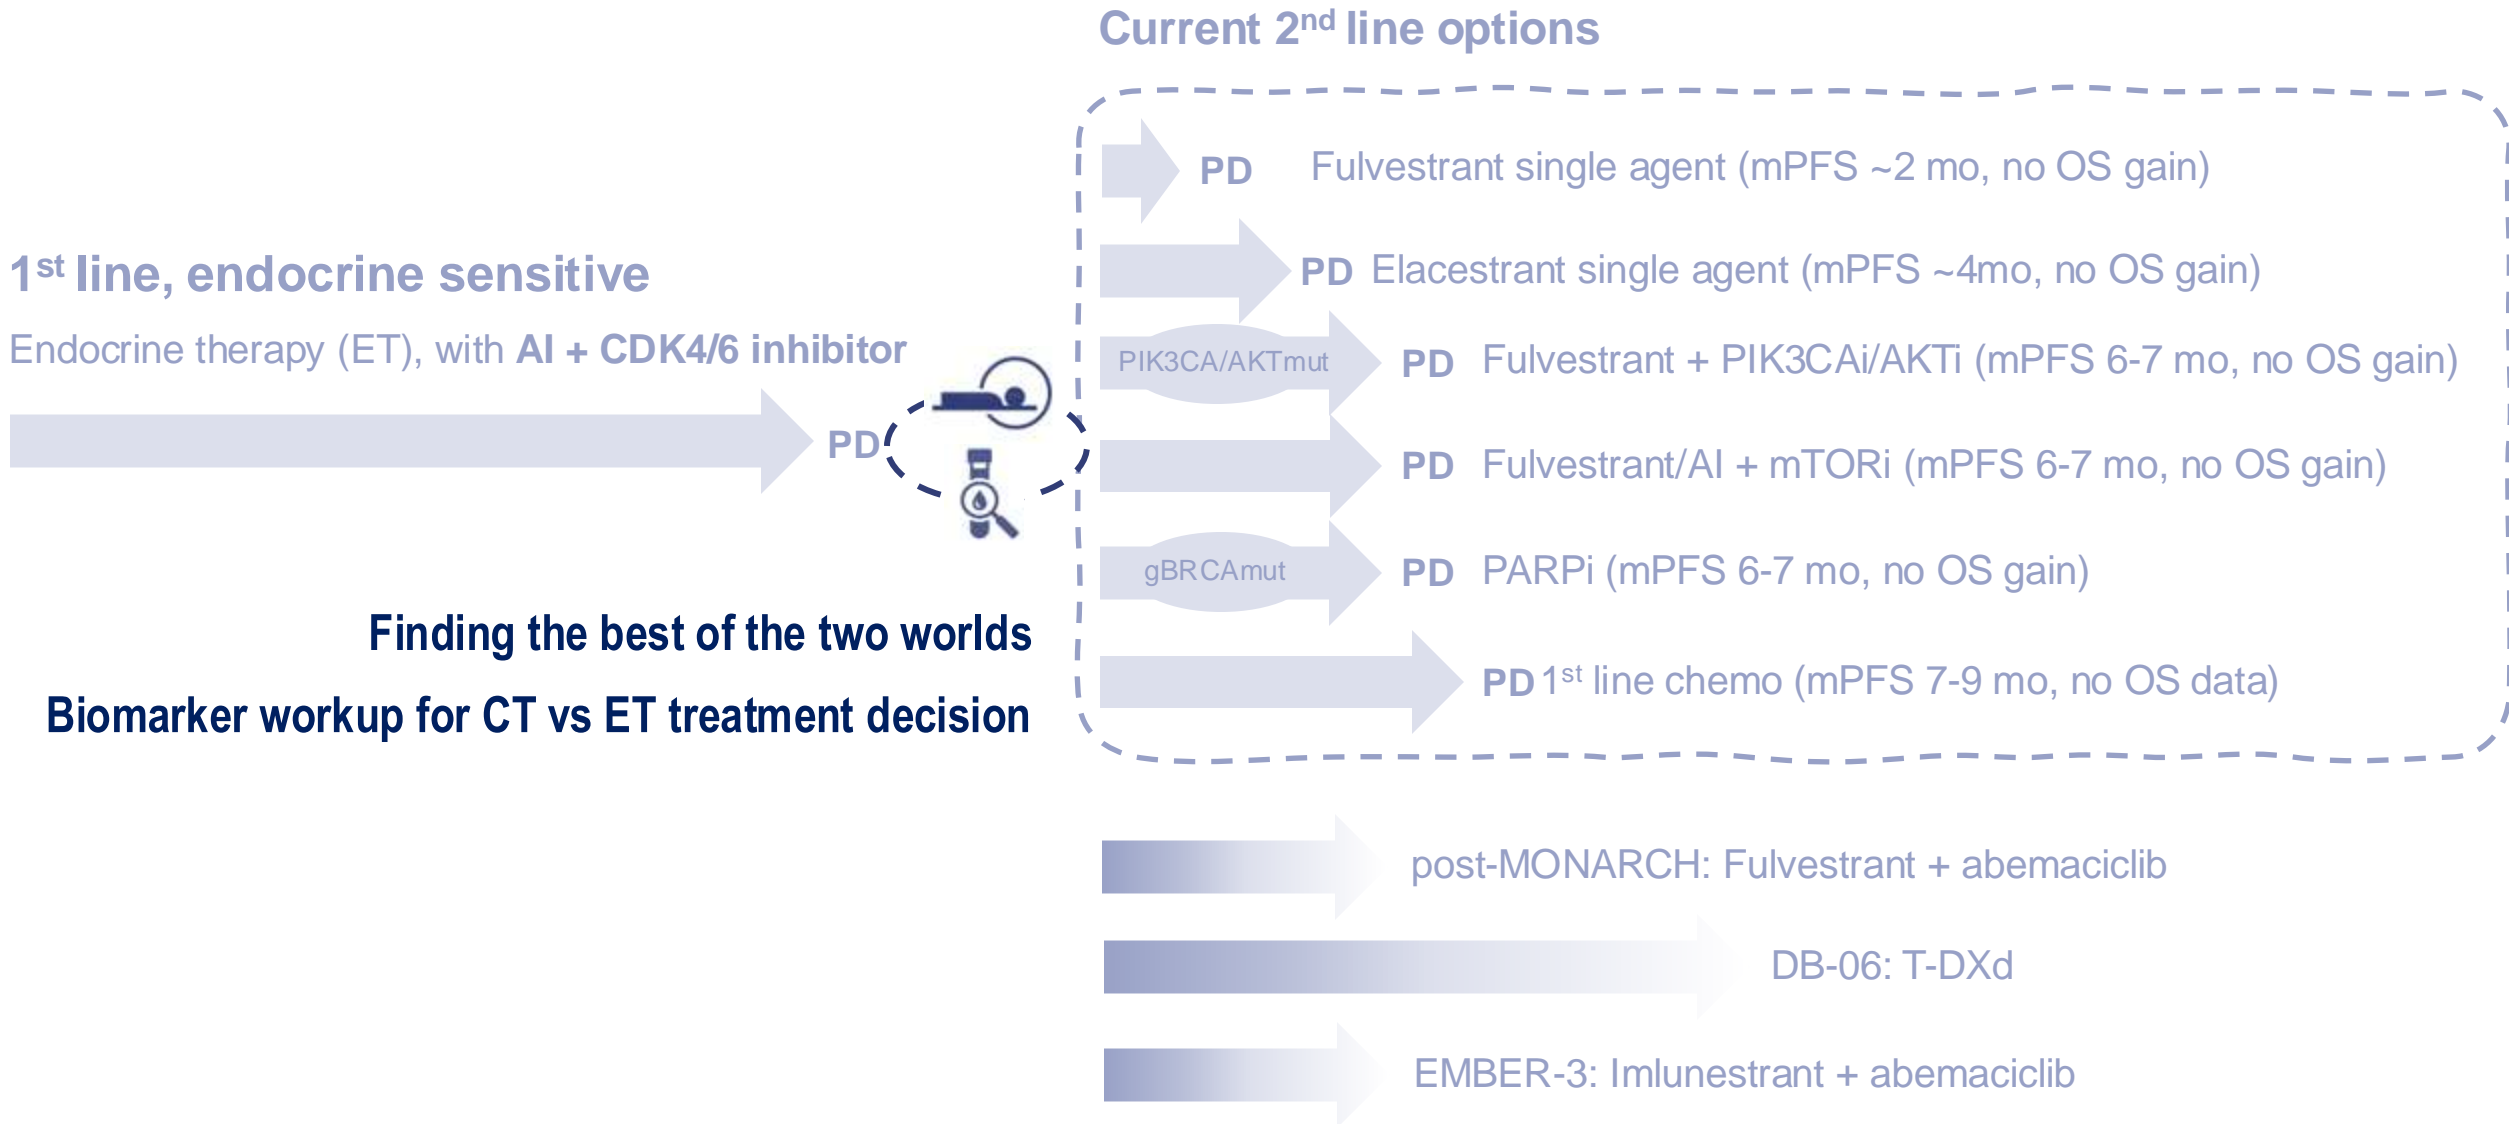 Current 2nd line options
PD Fulvestrant single agent (mPFS ~2 mo, no OS gain)
1st line, endocrine sensitive
PD Elacestrant single agent (mPFS ~4mo, no OS gain)
Endocrine therapy (ET), with AI + CDK4/6 inhibitor
PIK3CA/AKTmut PD Fulvestrant + PIK3CAi/AKTi (mPFS 6-7 mo, no OS gain)
PD
PD Fulvestrant/AI + mTORi (mPFS 6-7 mo, no OS gain)
gBRCAmut PD PARPi (mPFS 6-7 mo, no OS gain)
Finding the best of the two worlds
PD 1st line chemo (mPFS 7-9 mo, no OS data)
Biomarker workup for CT vs ET treatment decision
post-MONARCH: Fulvestrant + abemaciclib
DB-06: T-DXd
EMBER-3: Imlunestrant + abemaciclib